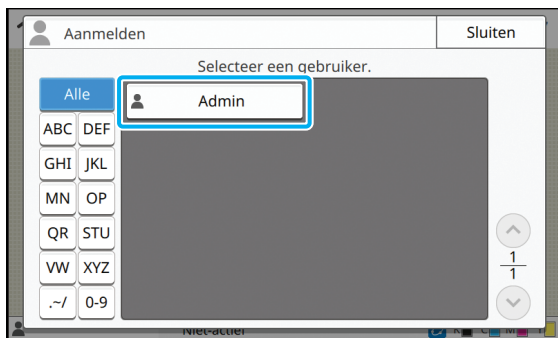 Aanmelden
Sluiten
Selecteer een gebruiker.
Alle
Admin
ABC DEF
GHI JKL
MN OP
QR STU
VW XYZ
.~/ 0-9
1
1
Niet-actief
K C M Y